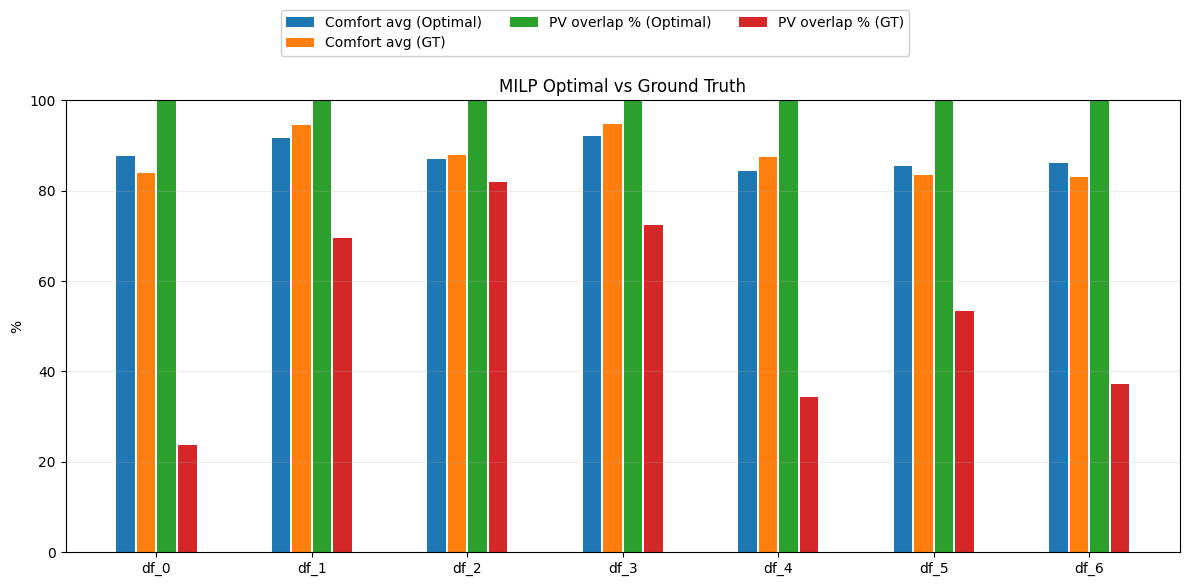 Comfort avg (Optimal) PV overlap % (Optimal) PV overlap % (GT)
Comfort avg (GT)
MILP Optimal vs Ground Truth
100
80
60
%
40
20
0
df_0 df_1 df_2 df_3 df_4 df_5 df_6